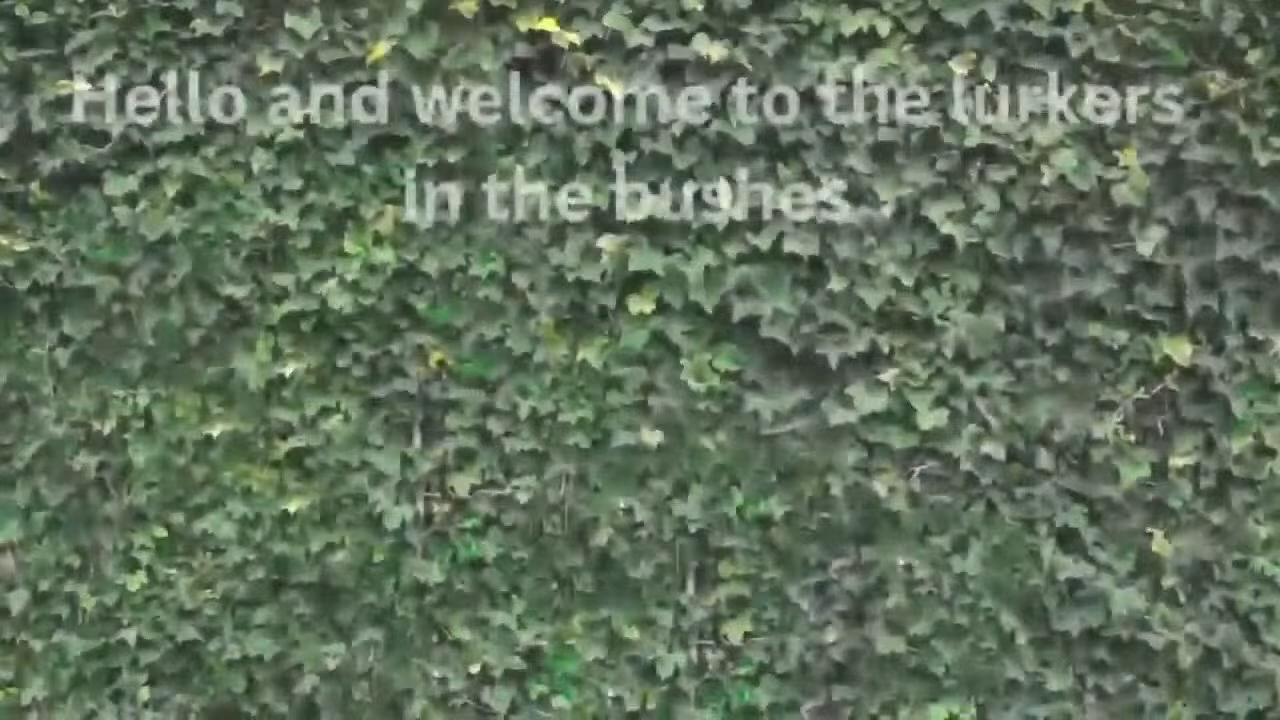 Hello and welcome to the lurkers
in the bushes